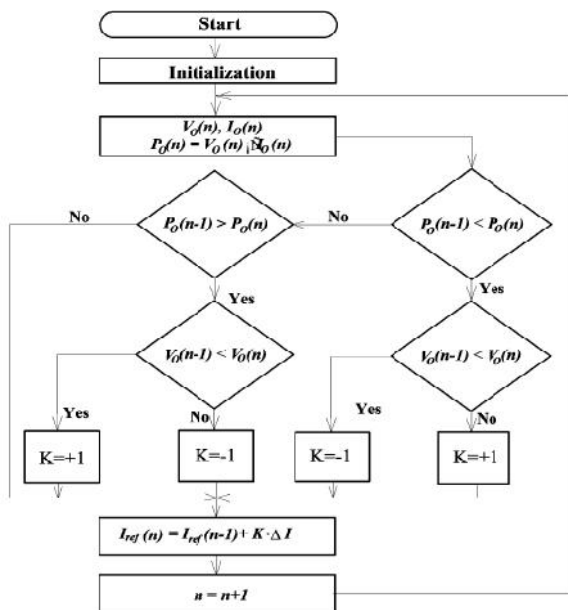 Start
Initialization
V_O(n), I_O(n)
P_O(n) = V_O(n)¡ÑI_O(n)
No
P_O(n-1) > P_O(n)
No
P_O(n-1) < P_O(n)
Yes
Yes
V_O(n-1) < V_O(n)
V_O(n-1) < V_O(n)
Yes
No
Yes
No
K=+1
K=-1
K=-1
K=+1
I_ref(n) = I_ref(n-1)+ K·Δ I
n = n+1